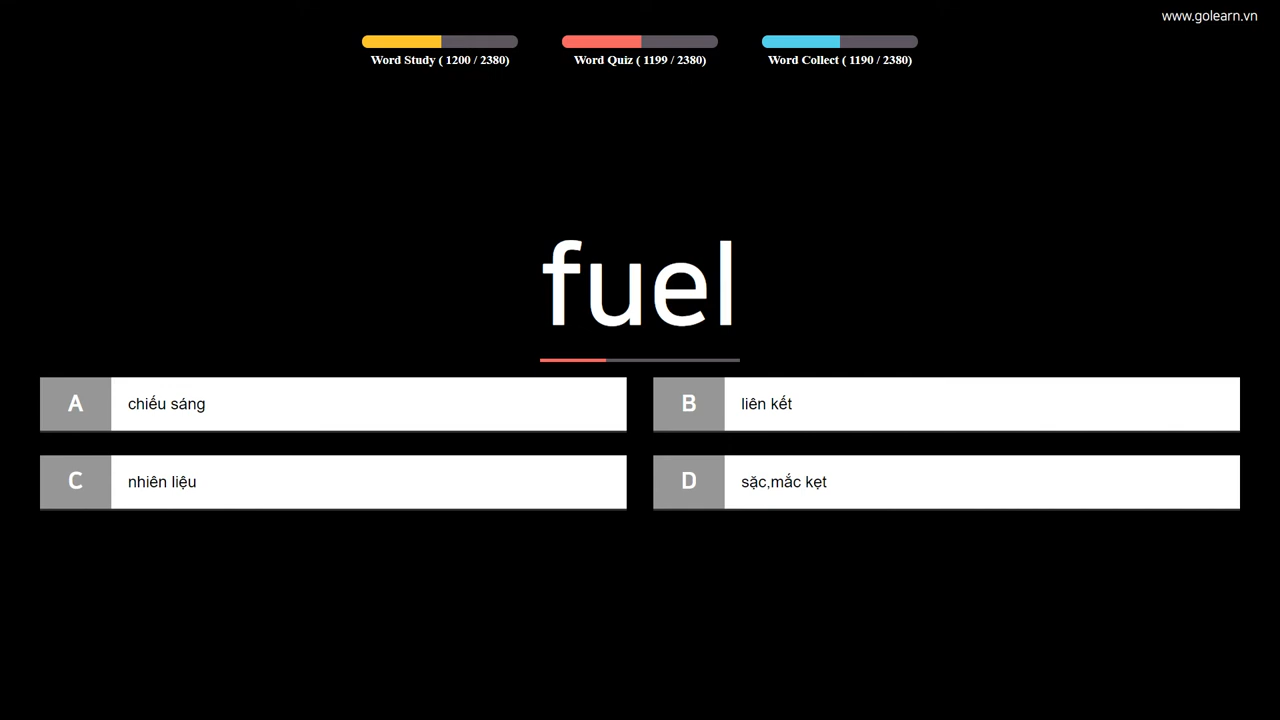 www.golearn.vn
Word Study ( 1200 / 2380)
Word Quiz ( 1199 / 2380)
Word Collect ( 1190 / 2380)
fuel
A chiếu sáng
B liên kết
C nhiên liệu
D sặc,mắc kẹt